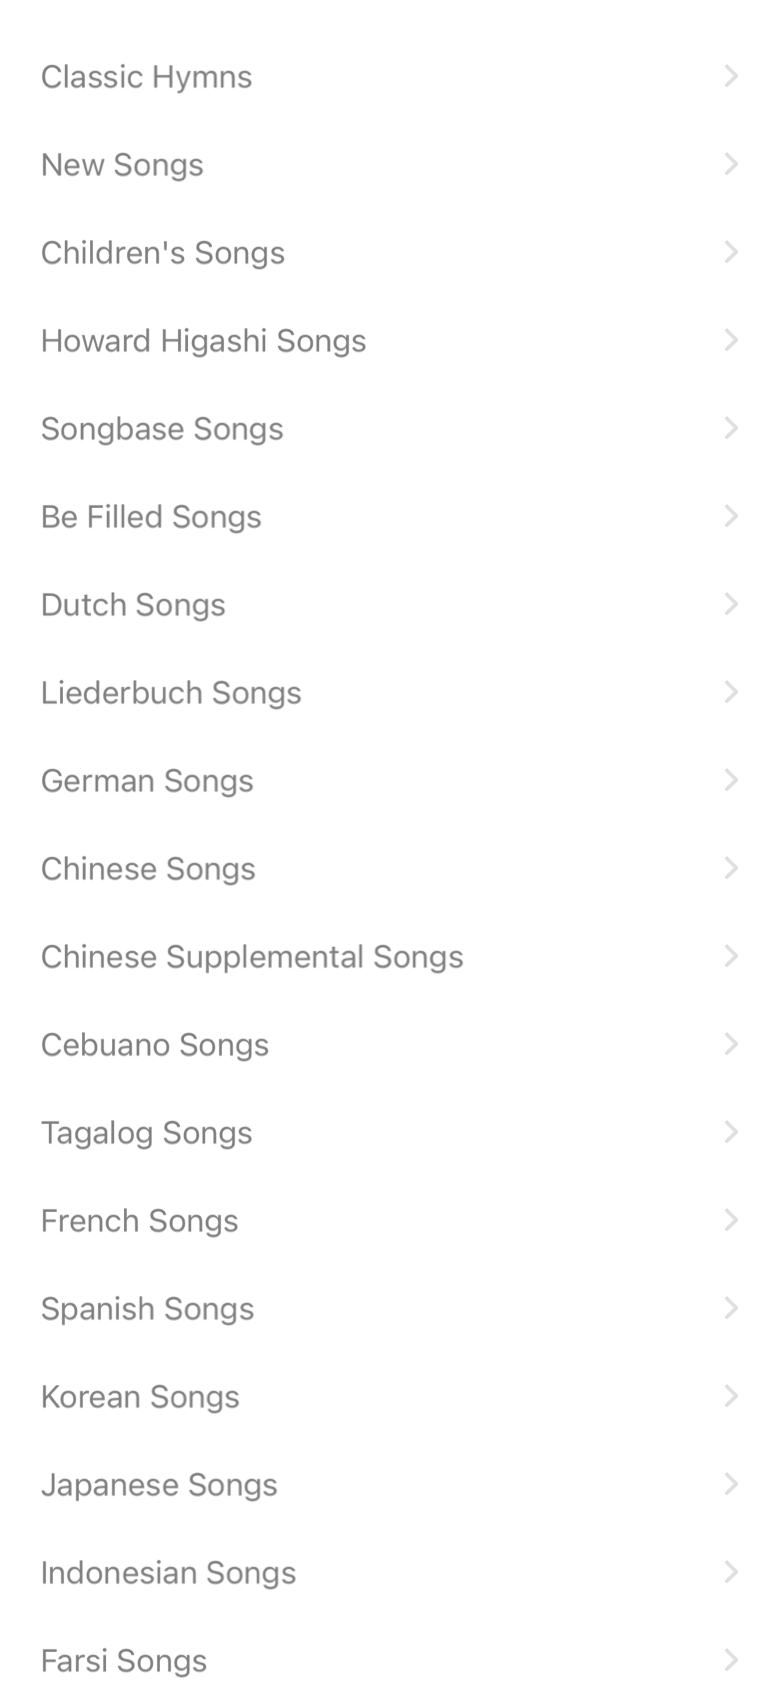 Classic Hymns
New Songs
Children's Songs
Howard Higashi Songs
Songbase Songs
Be Filled Songs
Dutch Songs
Liederbuch Songs
German Songs
Chinese Songs
Chinese Supplemental Songs
Cebuano Songs
Tagalog Songs
French Songs
Spanish Songs
Korean Songs
Japanese Songs
Indonesian Songs
Farsi Songs